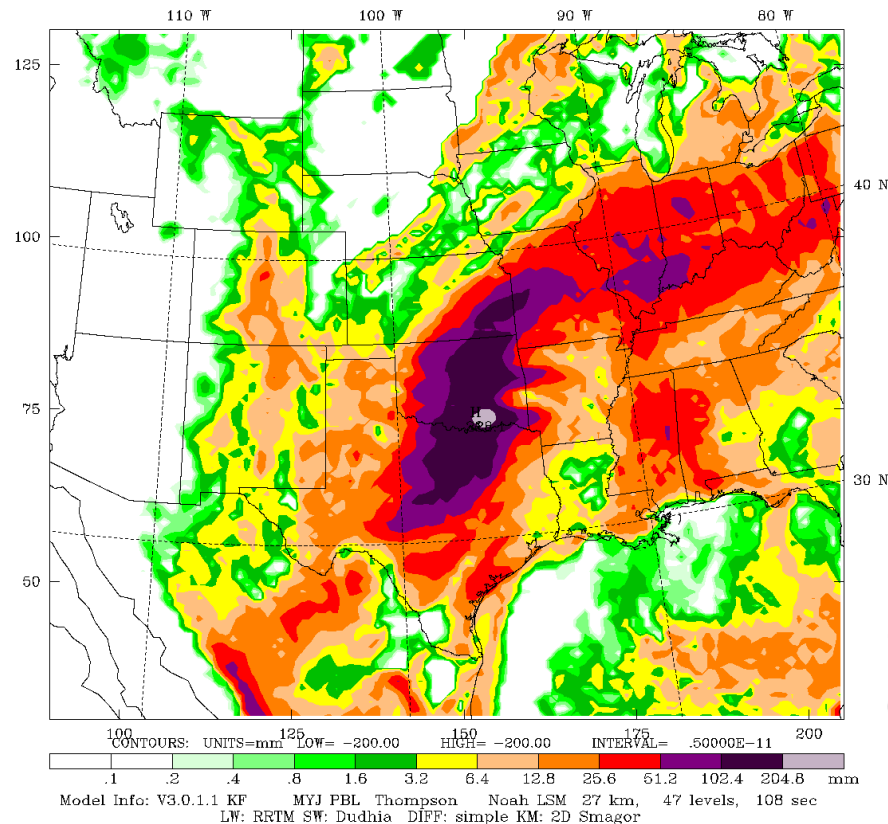 110 W 100 W 90 W 80 W
125
100
75
50
40 N
30 N
H
100 125 150 175 200
CONTOURS: UNITS=mm LOW= -200.00 HIGH= -200.00 INTERVAL= .50000E-11
.1 .2 .4 .8 1.6 3.2 6.4 12.8 25.6 51.2 102.4 204.8 mm
Model Info: V3.0.1.1 KF MYJ PBL Thompson Noah LSM 27 km, 47 levels, 108 sec
LW: RRTM SW: Dudhia DIFF: simple KM: 2D Smagor